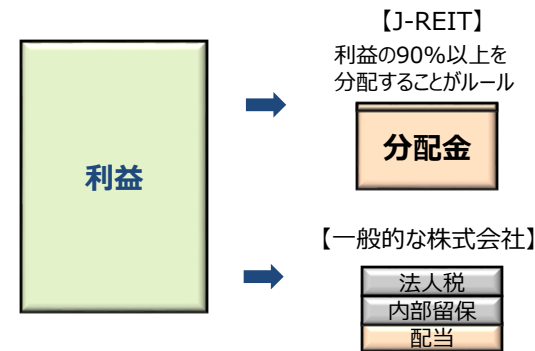 利益
【J-REIT】
利益の90%以上を
分配することがルール
分配金
【一般的な株式会社】
法人税
内部留保
配当